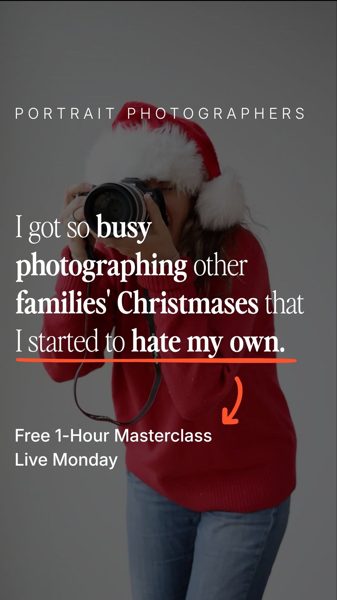 PORTRAIT PHOTOGRAPHERS
I got so busy
photographing other
families' Christmases that
I started to hate my own.
Free 1-Hour Masterclass
Live Monday